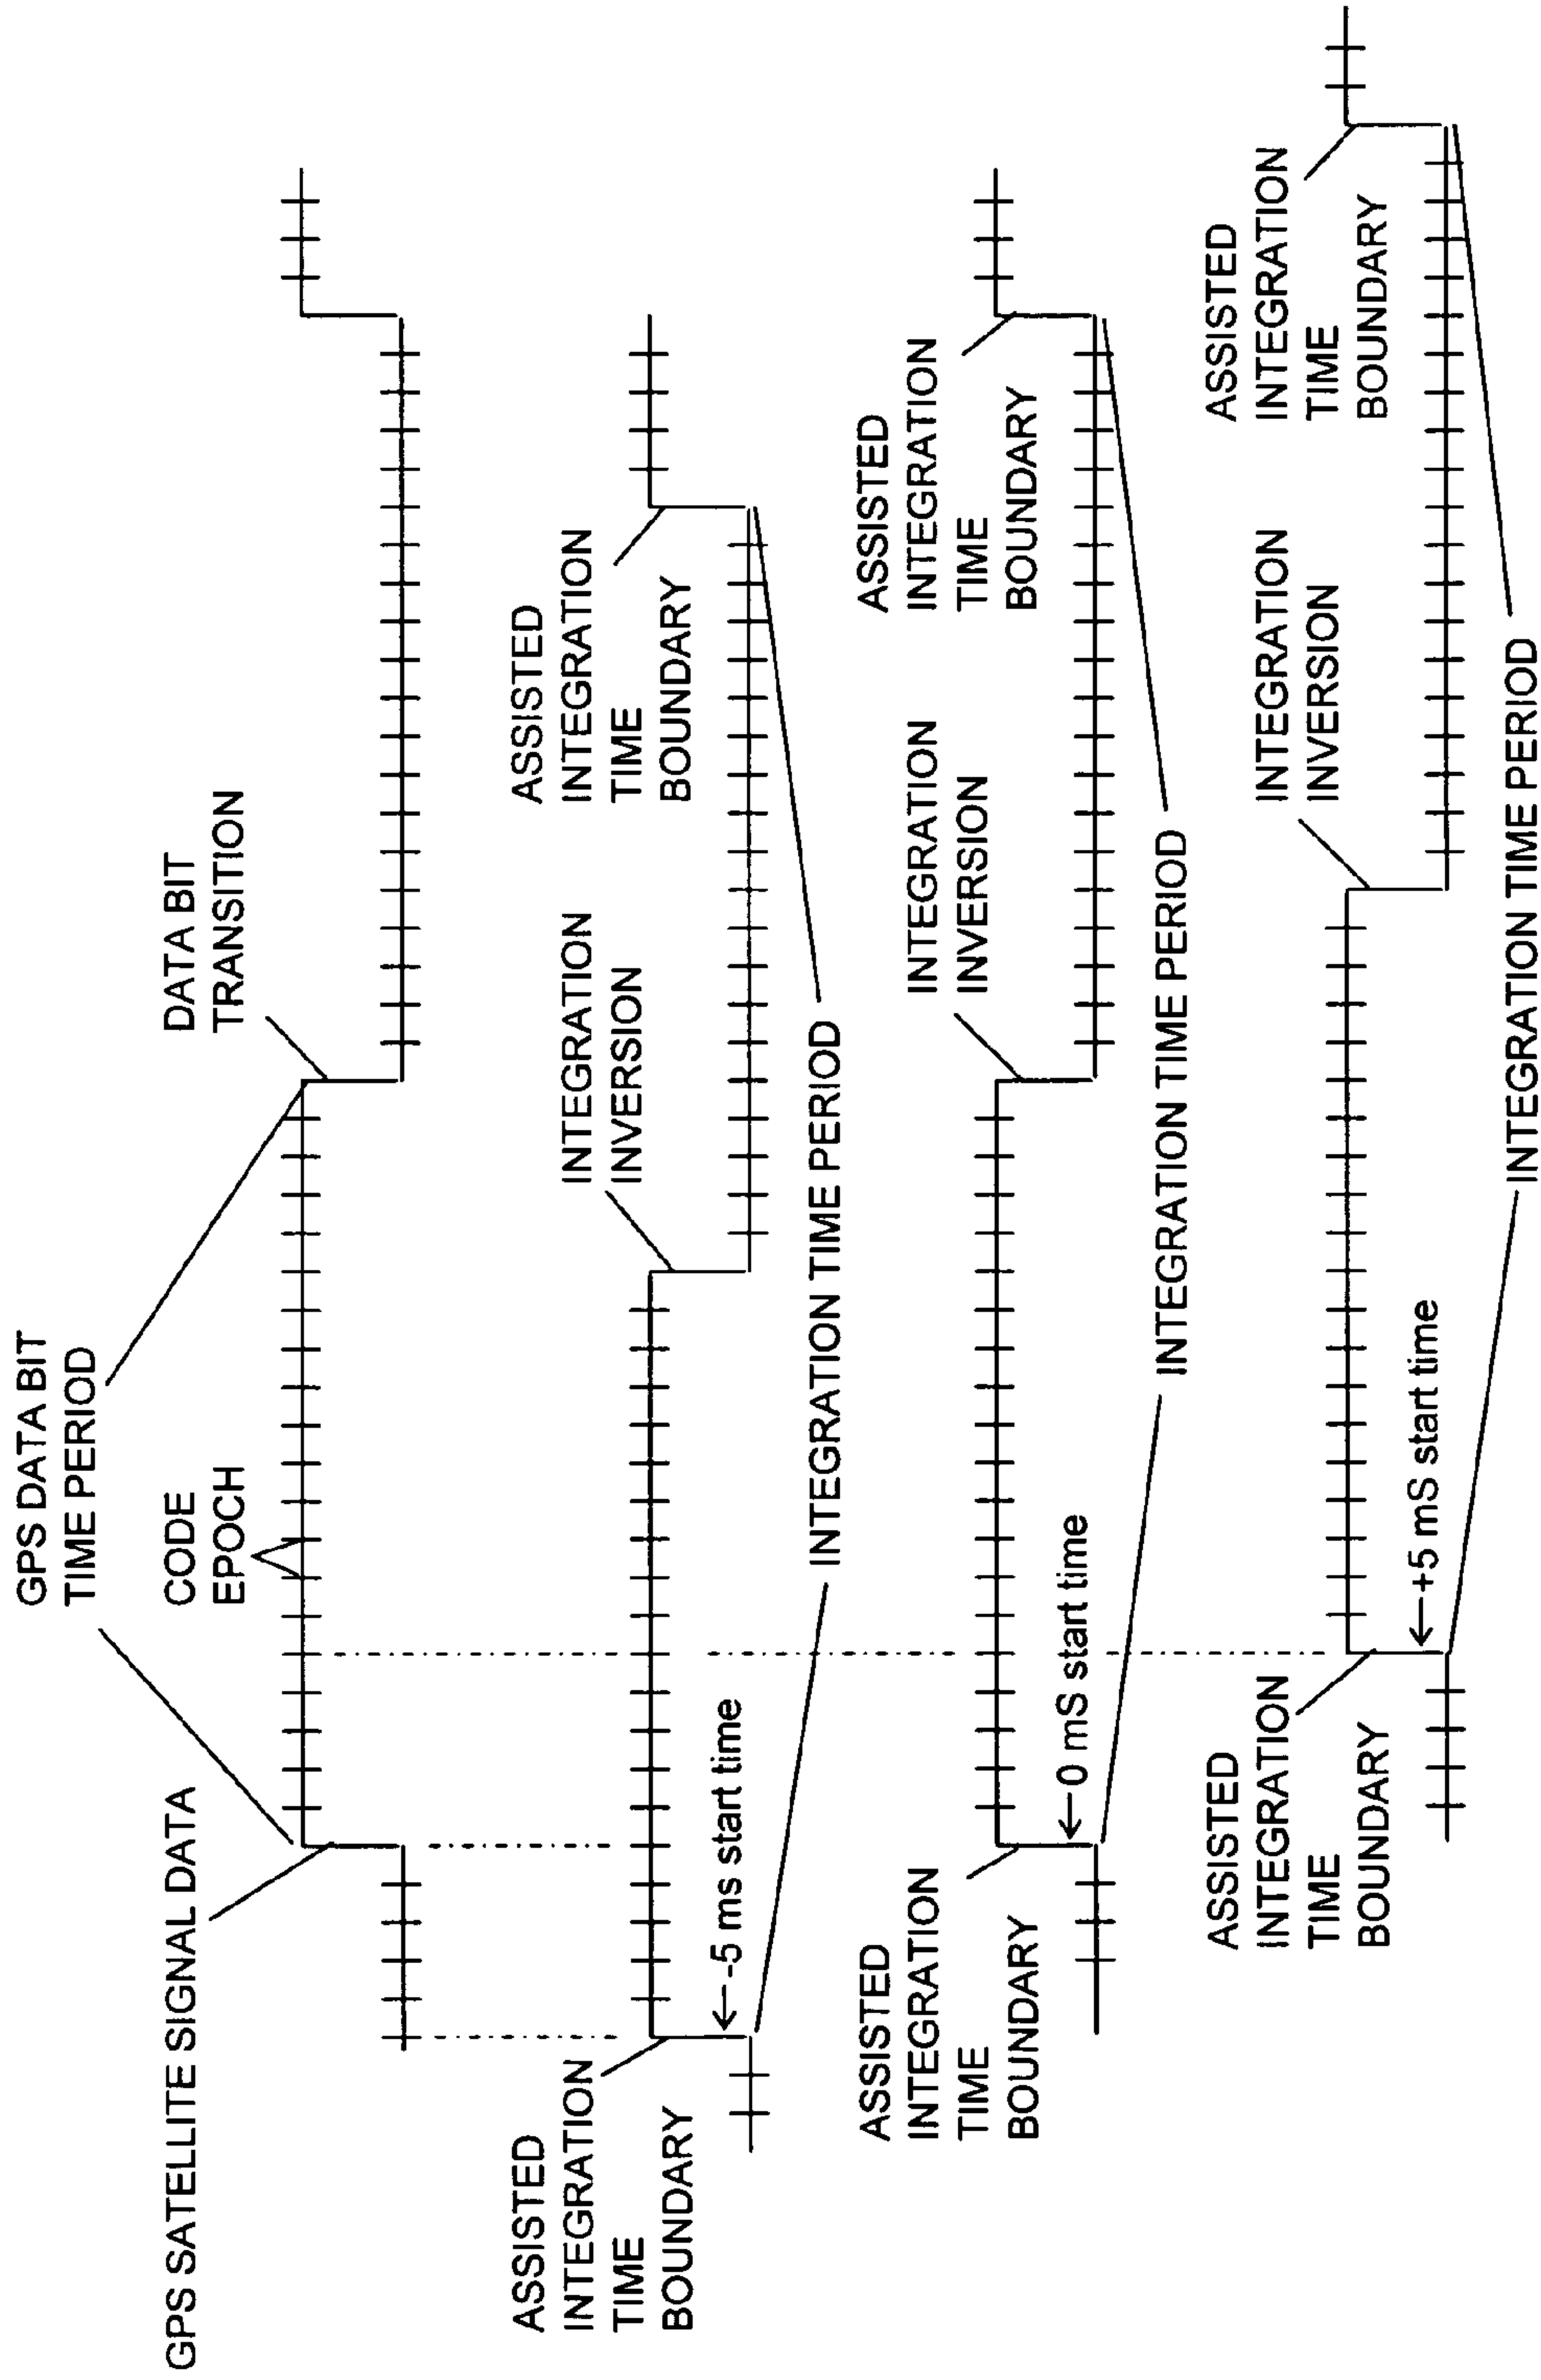 GPS DATA BIT
TIME PERIOD
GPS SATELLITE SIGNAL DATA
CODE
EPOCH
DATA BIT
TRANSITION
ASSISTED
INTEGRATION
TIME
BOUNDARY
-5 ms start time
INTEGRATION
INVERSION
ASSISTED
INTEGRATION
TIME
BOUNDARY
INTEGRATION TIME PERIOD
ASSISTED
INTEGRATION
TIME
BOUNDARY
0 mS start time
INTEGRATION
INVERSION
ASSISTED
INTEGRATION
TIME
BOUNDARY
INTEGRATION TIME PERIOD
ASSISTED
INTEGRATION
TIME
BOUNDARY
+5 mS start time
INTEGRATION
INVERSION
ASSISTED
INTEGRATION
TIME
BOUNDARY
INTEGRATION TIME PERIOD